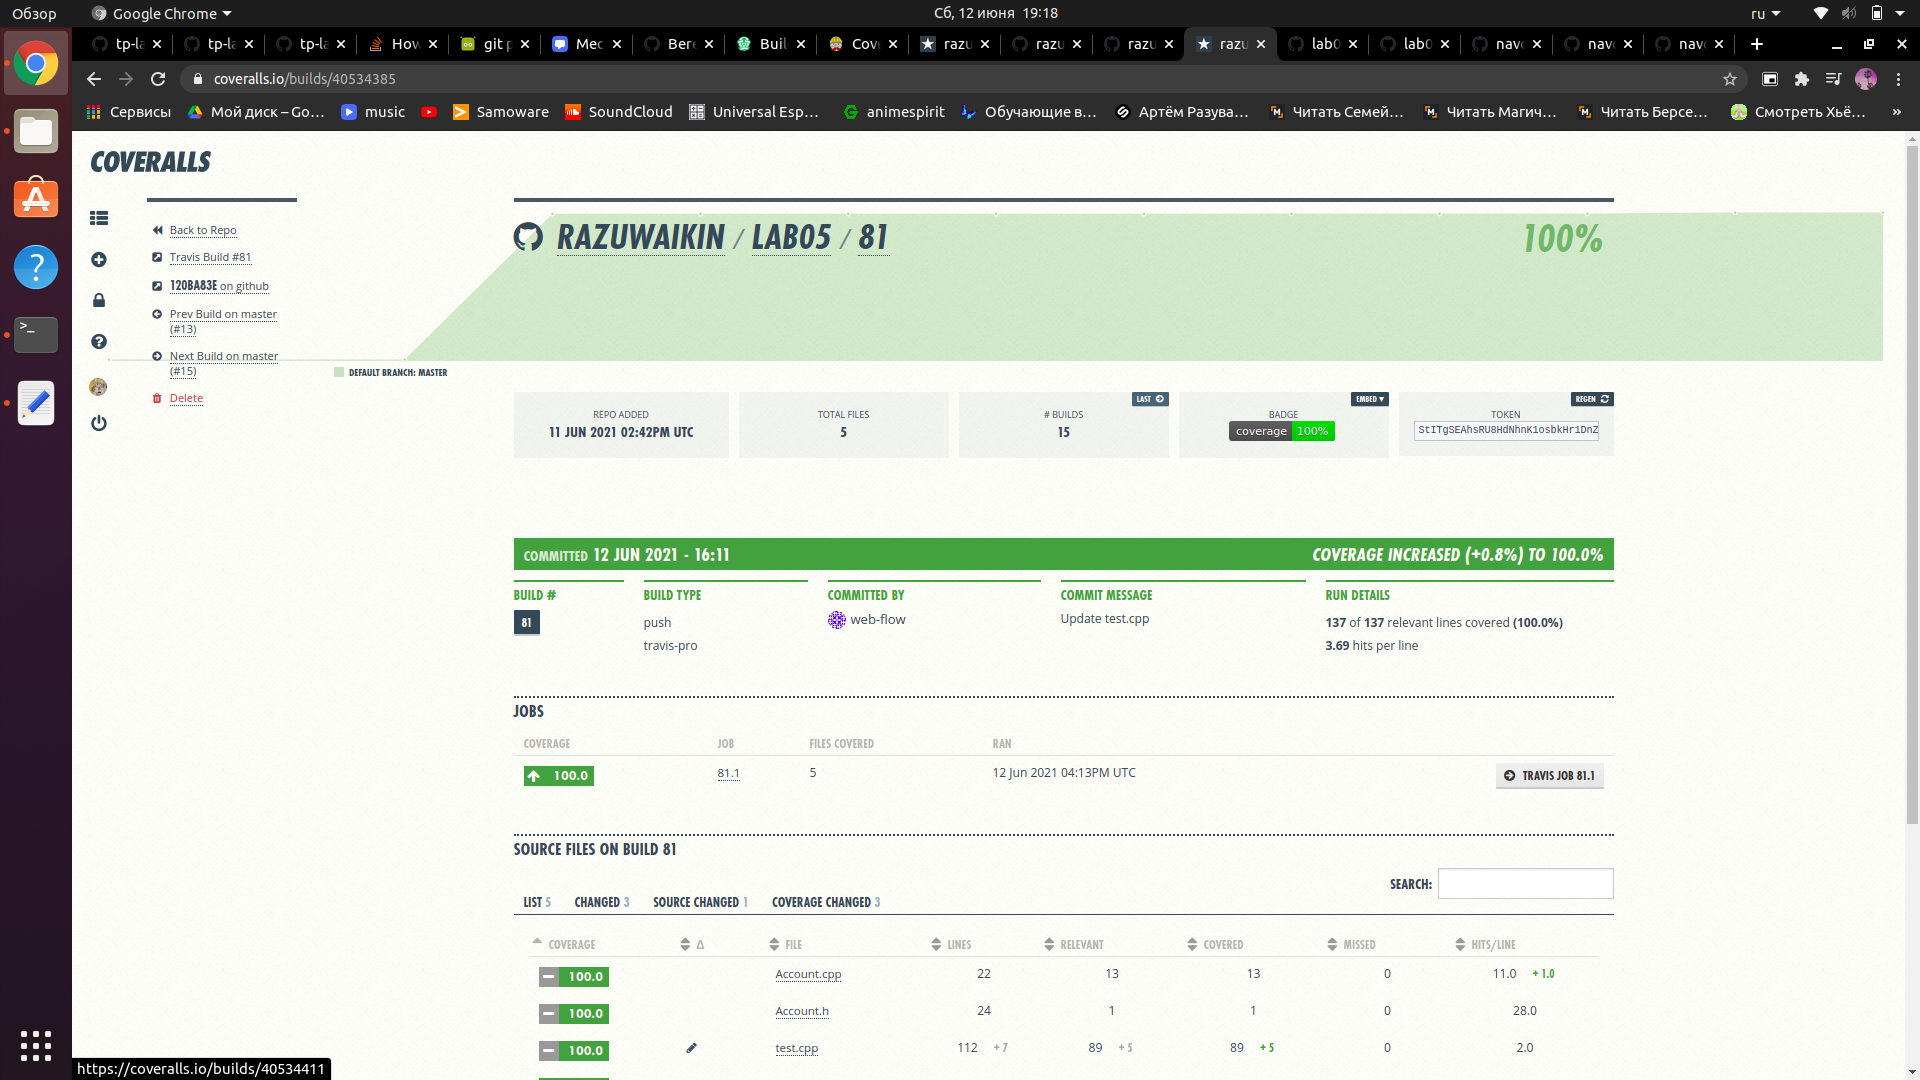 Обзор
Google Chrome
Сб, 12 июня 19:18
ru
tp-la
tp-la
tp-la
How
git p
Mec
Bere
Buil
Cov
razu
razu
razu
razu
lab0
lab0
navo
navo
navo
coveralls.io/builds/40534385
Сервисы
Мой диск – Go...
music
Samoware
SoundCloud
Universal Esp...
animespirit
Обучающие в...
Артём Разува...
Читать Семей...
Читать Магич...
Читать Берсе...
Смотреть Хьё...
»
COVERALLS
Back to Repo
Travis Build #81
120BA83E on github
Prev Build on master
(#13)
Next Build on master
(#15)
Delete
RAZUWAIKIN / LAB05 / 81
100%
DEFAULT BRANCH: MASTER
REPO ADDED
11 JUN 2021 02:42PM UTC
TOTAL FILES
5
LAST
# BUILDS
15
EMBED ▾
BADGE
coverage 100%
REGEN
TOKEN
StITgSEAhsRU8HdNhnK1osbkHr1DnZ
COMMITTED 12 JUN 2021 - 16:11
COVERAGE INCREASED (+0.8%) TO 100.0%
BUILD #
81
BUILD TYPE
push
travis-pro
COMMITTED BY
web-flow
COMMIT MESSAGE
Update test.cpp
RUN DETAILS
137 of 137 relevant lines covered (100.0%)
3.69 hits per line
JOBS
COVERAGE JOB FILES COVERED RAN
100.0 81.1 5 12 Jun 2021 04:13PM UTC TRAVIS JOB 81.1
SOURCE FILES ON BUILD 81
SEARCH:
LIST 5 CHANGED 3 SOURCE CHANGED 1 COVERAGE CHANGED 3
COVERAGE Δ FILE LINES RELEVANT COVERED MISSED HITS/LINE
100.0 Account.cpp 22 13 13 0 11.0 + 1.0
100.0 Account.h 24 1 1 0 28.0
100.0 test.cpp 112 + 7 89 + 5 89 + 5 0 2.0
https://coveralls.io/builds/40534411